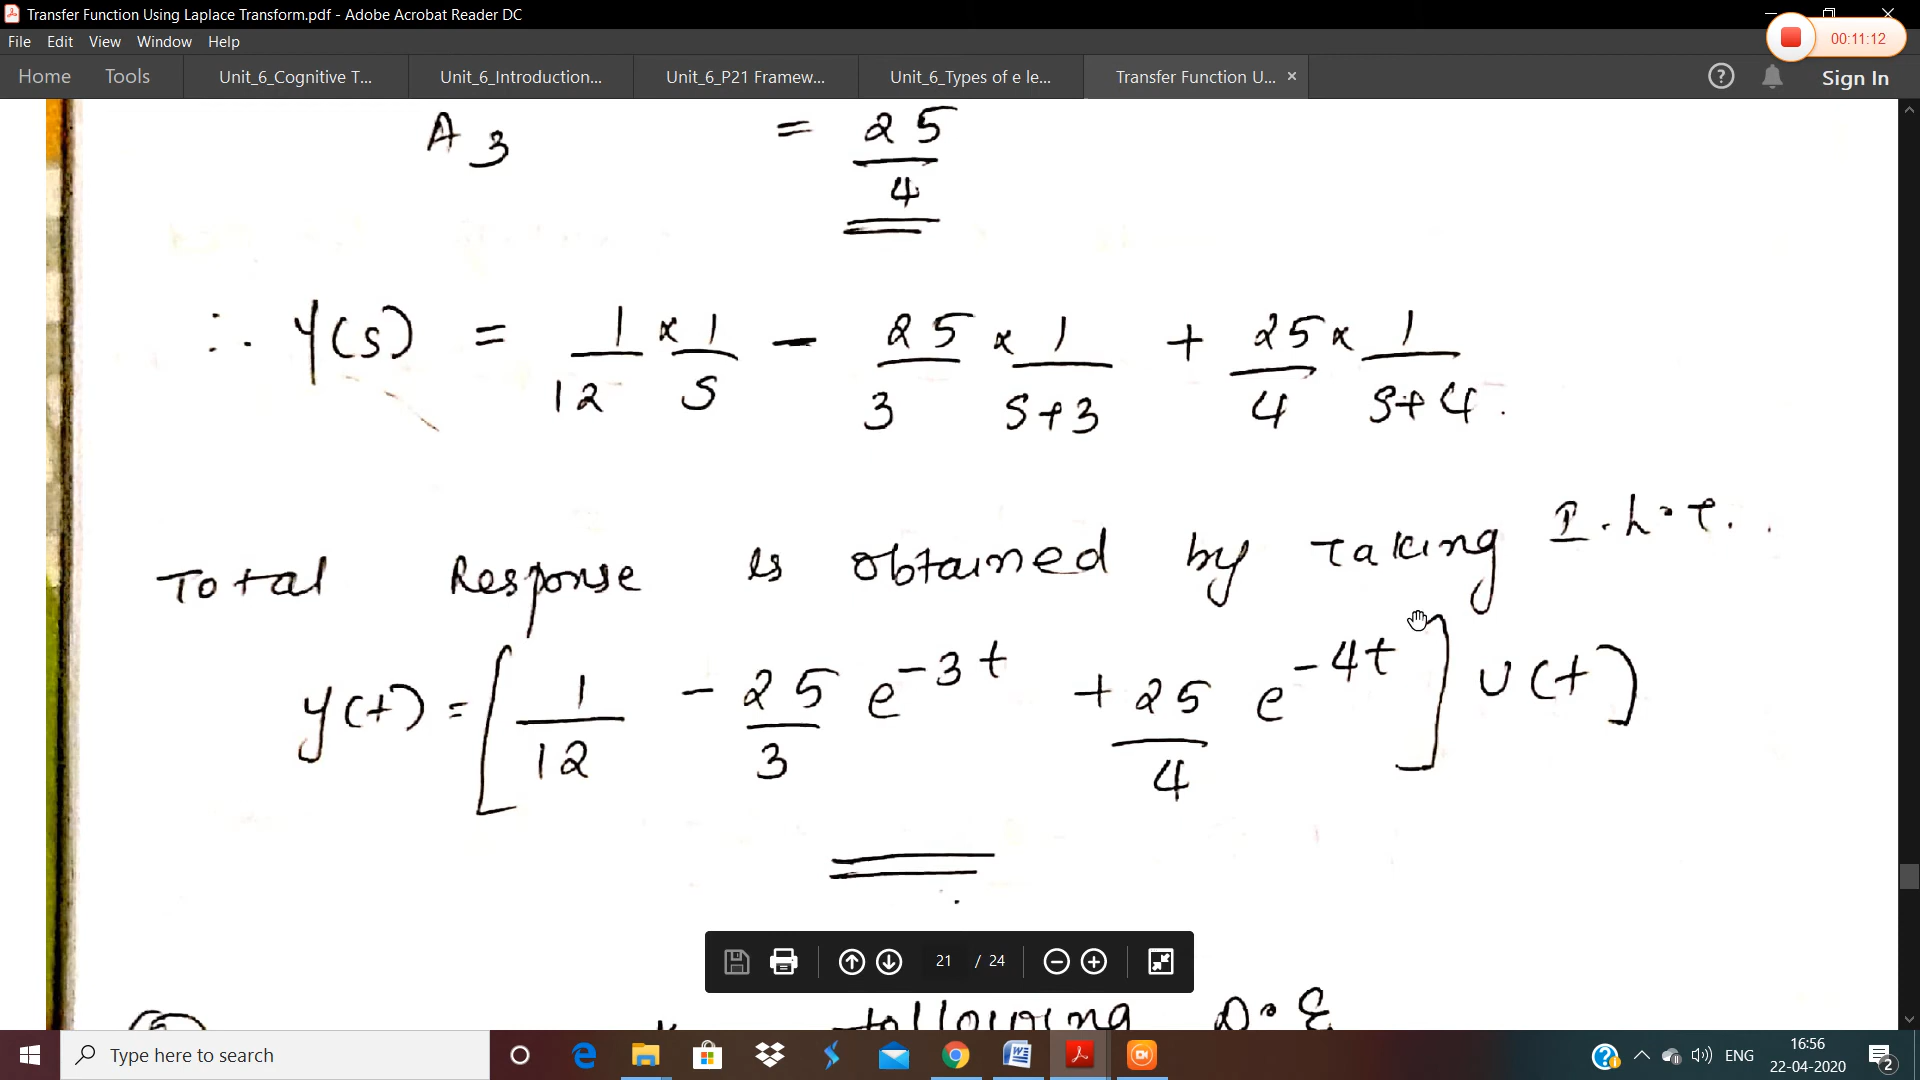 Transfer Function Using Laplace Transform.pdf - Adobe Acrobat Reader DC
00:11:12
File Edit View Window Help
Home Tools Unit_6_Cognitive T... Unit_6_Introduction... Unit_6_P21 Framew... Unit_6_Types of e le... Transfer Function U... × Sign In
A3 = 25/4
∴ Y(s) = 1/12 × 1/S - 25/3 × 1/S+3 + 25/4 × 1/S+4.
Total Response is obtained by Taking I.L.T..
y(t) = [1/12 - 25/3 e^-3t + 25/4 e^-4t] U(t)
21 / 24
following D.E
Type here to search
ENG
16:56
22-04-2020
2